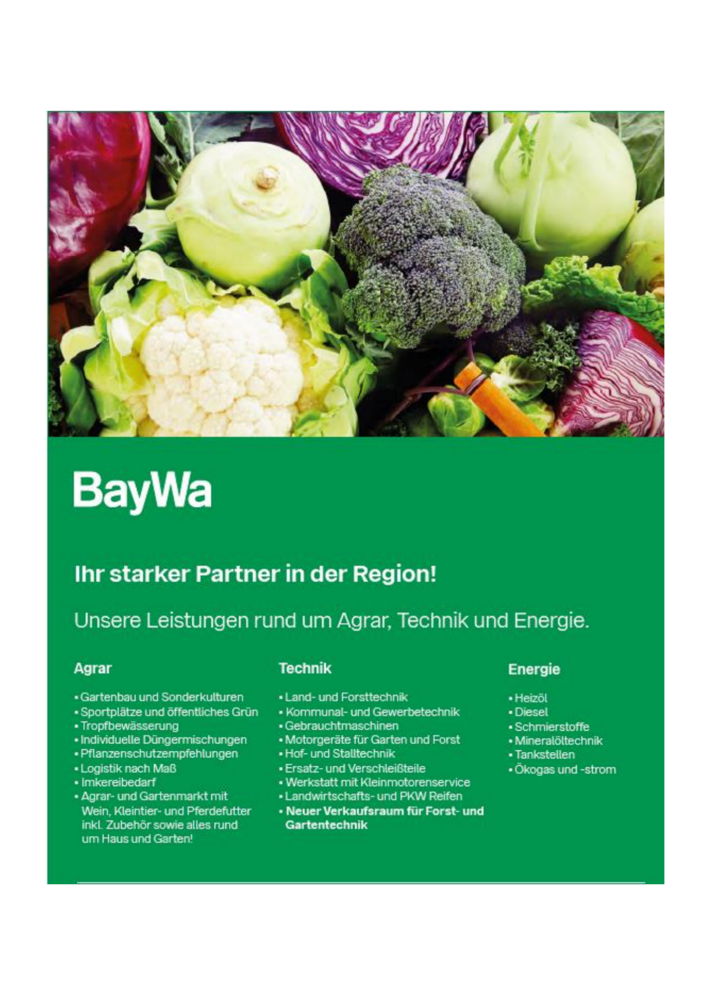 BayWa
Ihr starker Partner in der Region!
Unsere Leistungen rund um Agrar, Technik und Energie.
Agrar
▪ Gartenbau und Sonderkulturen
▪ Sportplätze und öffentliches Grün
▪ Tropfbewässerung
▪ Individuelle Düngermischungen
▪ Pflanzenschutzempfehlungen
▪ Logistik nach Maß
▪ Imkereibedarf
▪ Agrar- und Gartenmarkt mit
Wein, Kleintier- und Pferdefutter
inkl. Zubehör sowie alles rund
um Haus und Garten!
Technik
▪ Land- und Forsttechnik
▪ Kommunal- und Gewerbetechnik
▪ Gebrauchtmaschinen
▪ Motorgeräte für Garten und Forst
▪ Hof- und Stalltechnik
▪ Ersatz- und Verschleißteile
▪ Werkstatt mit Kleinmotorenservice
▪ Landwirtschafts- und PKW Reifen
▪ Neuer Verkaufsraum für Forst- und
Gartentechnik
Energie
▪ Heizöl
▪ Diesel
▪ Schmierstoffe
▪ Mineralöltechnik
▪ Tankstellen
▪ Ökogas und -strom